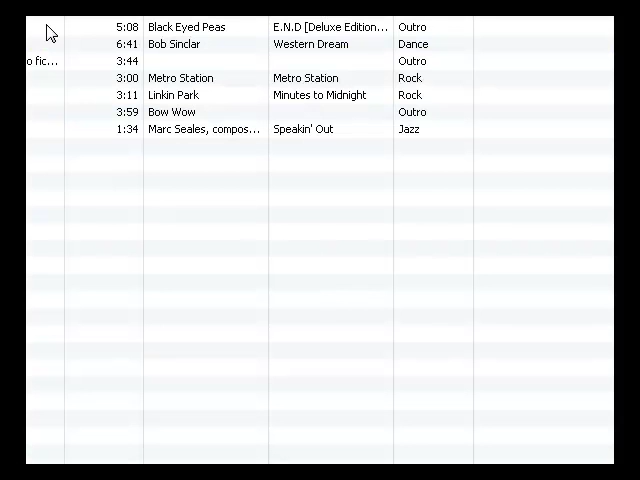 5:08 Black Eyed Peas E.N.D [Deluxe Edition... Outro
6:41 Bob Sinclar Western Dream Dance
o fic... 3:44 Outro
3:00 Metro Station Metro Station Rock
3:11 Linkin Park Minutes to Midnight Rock
3:59 Bow Wow Outro
1:34 Marc Seales, compos... Speakin' Out Jazz